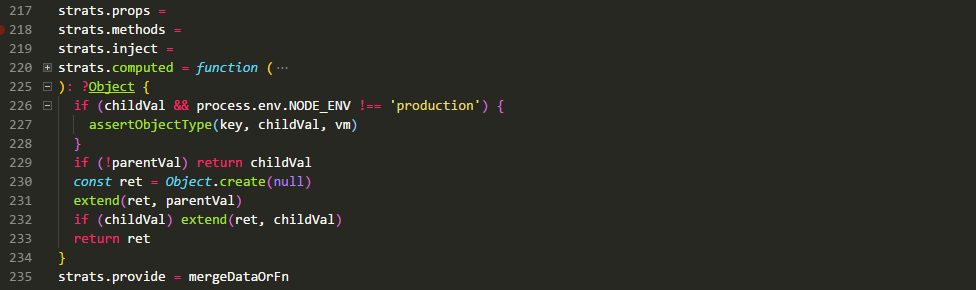 217 strats.props =
218 strats.methods =
219 strats.inject =
220 strats.computed = function (⋯
225 ): ?Object {
226   if (childVal && process.env.NODE_ENV !== 'production') {
227     assertObjectType(key, childVal, vm)
228   }
229   if (!parentVal) return childVal
230   const ret = Object.create(null)
231   extend(ret, parentVal)
232   if (childVal) extend(ret, childVal)
233   return ret
234 }
235 strats.provide = mergeDataOrFn